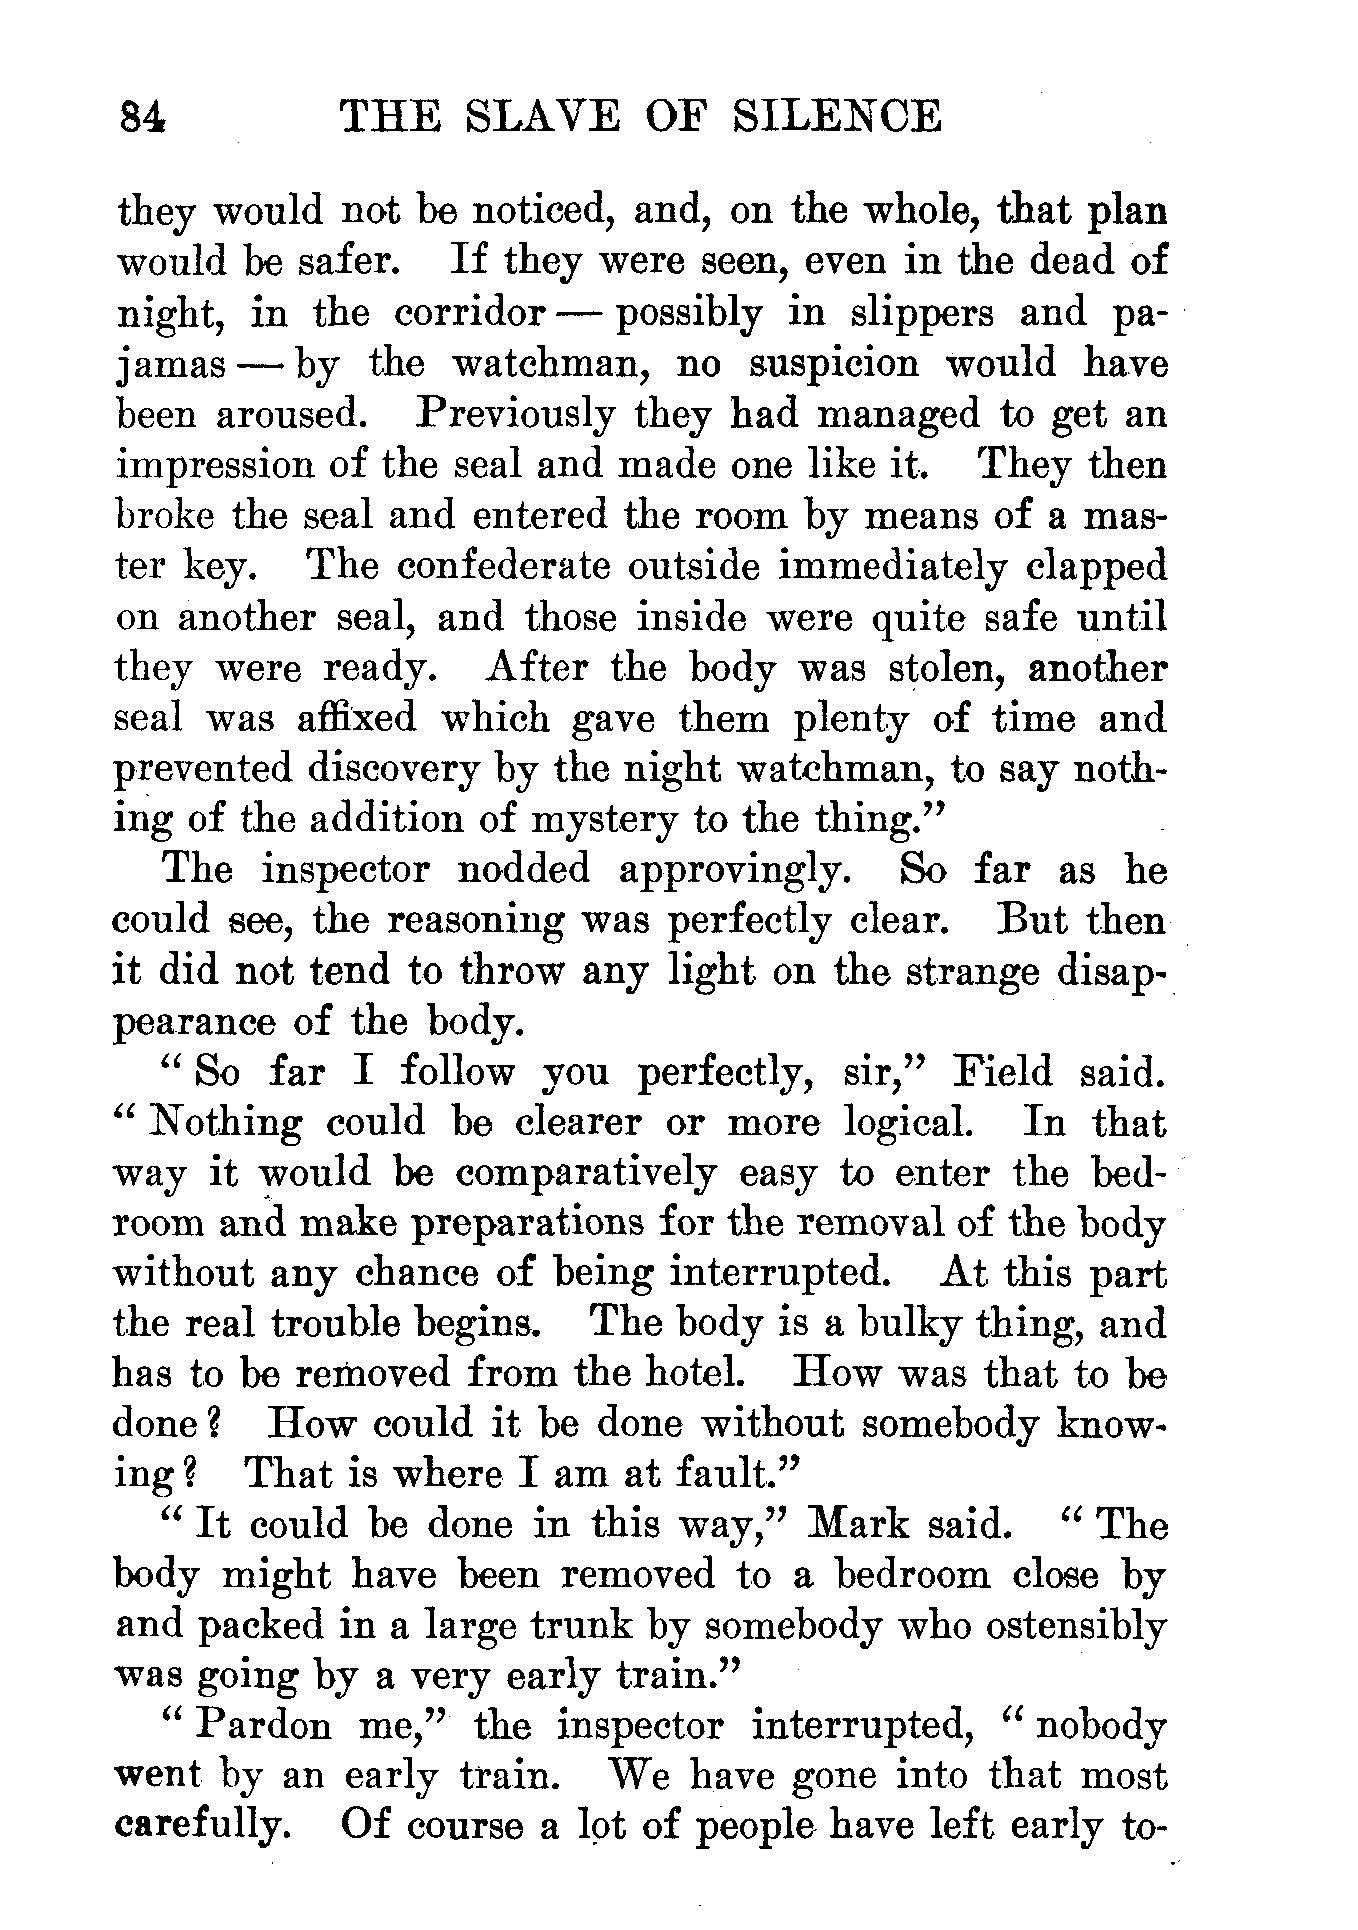 84 THE SLAVE OF SILENCE
they would not be noticed, and, on the whole, that plan
would be safer. If they were seen, even in the dead of
night, in the corridor — possibly in slippers and pa-
jamas — by the watchman, no suspicion would have
been aroused. Previously they had managed to get an
impression of the seal and made one like it. They then
broke the seal and entered the room by means of a mas-
ter key. The confederate outside immediately clapped
on another seal, and those inside were quite safe until
they were ready. After the body was stolen, another
seal was affixed which gave them plenty of time and
prevented discovery by the night watchman, to say noth-
ing of the addition of mystery to the thing."
The inspector nodded approvingly. So far as he
could see, the reasoning was perfectly clear. But then
it did not tend to throw any light on the strange disap-
pearance of the body.
"So far I follow you perfectly, sir," Field said.
"Nothing could be clearer or more logical. In that
way it would be comparatively easy to enter the bed-
room and make preparations for the removal of the body
without any chance of being interrupted. At this part
the real trouble begins. The body is a bulky thing, and
has to be removed from the hotel. How was that to be
done? How could it be done without somebody know-
ing? That is where I am at fault."
"It could be done in this way," Mark said. "The
body might have been removed to a bedroom close by
and packed in a large trunk by somebody who ostensibly
was going by a very early train."
"Pardon me," the inspector interrupted, "nobody
went by an early train. We have gone into that most
carefully. Of course a lot of people have left early to-